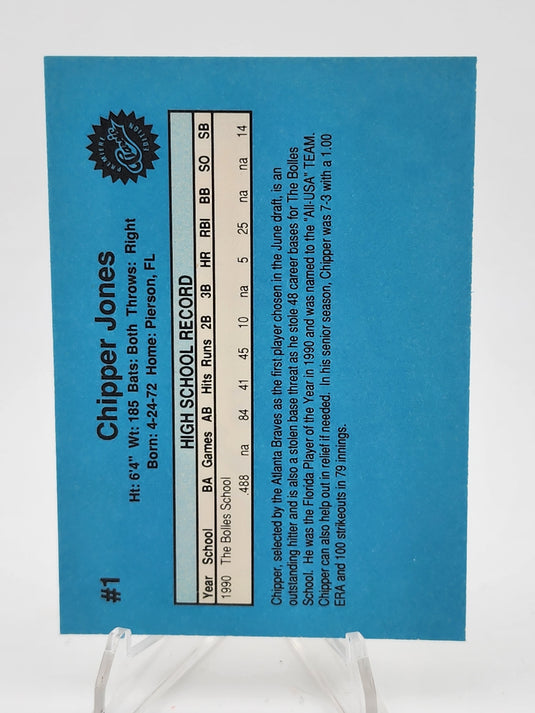 #1
Chipper Jones
Ht: 6'4" Wt: 185 Bats: Both Throws: Right
Born: 4-24-72 Home: Pierson, FL
PREMIERE EDITION
HIGH SCHOOL RECORD
Year School BA Games AB Hits Runs 2B 3B HR RBI BB SO SB
1990 The Bolles School
.488 na 84 41 45 10 na 5 25 na na 14
Chipper, selected by the Atlanta Braves as the first player chosen in the June draft, is an
outstanding hitter and is also a stolen base threat as he stole 48 career bases for The Bolles
School. He was the Florida Player of the Year in 1990 and was named to the "All-USA" TEAM.
Chipper can also help out in relief if needed. In his senior season, Chipper was 7-3 with a 1.00
ERA and 100 strikeouts in 79 innings.